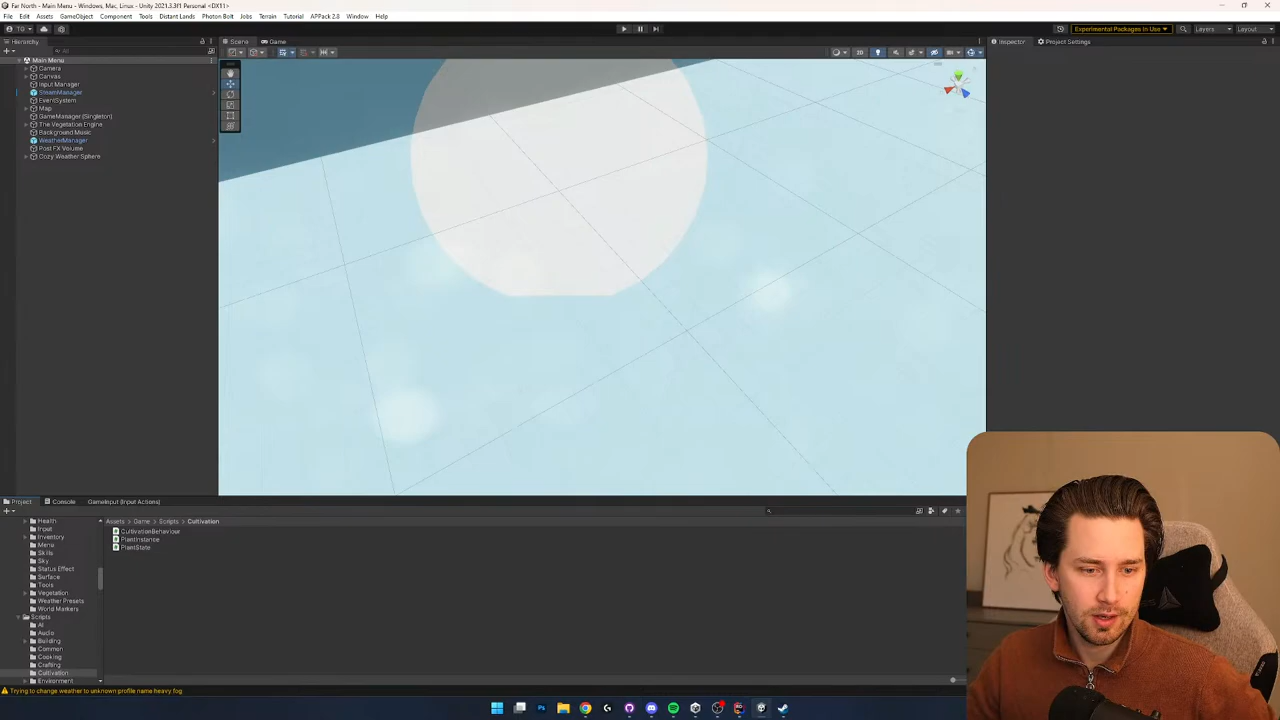 Far North - Main Menu - Windows, Mac, Linux - Unity 2021.3.3f1 Personal <DX11>
File Edit Assets GameObject Component Tools Distant Lands Photon Bolt Jobs Terrain Tutorial APPack 2.8 Window Help
Experimental Packages In Use Layers Layout
Hierarchy Scene Game Inspector Project Settings
All 2D
Main Menu
Camera
Canvas
Input Manager
SteamManager
EventSystem
Map
GameManager (Singleton)
The Vegetation Engine
Background Music
WeatherManager
Post FX Volume
Cozy Weather Sphere
Project Console GameInput (Input Actions)
Assets Game Scripts Cultivation
Health
Input
Inventory
Menu
Skills
Sky
Status Effect
Surface
Tools
Vegetation
Weather Presets
World Markers
Scripts
AI
Audio
Building
Common
Cooking
Crafting
Cultivation
Environment
CultivationBehaviour
PlantInstance
PlantState
Trying to change weather to unknown profile name heavy fog